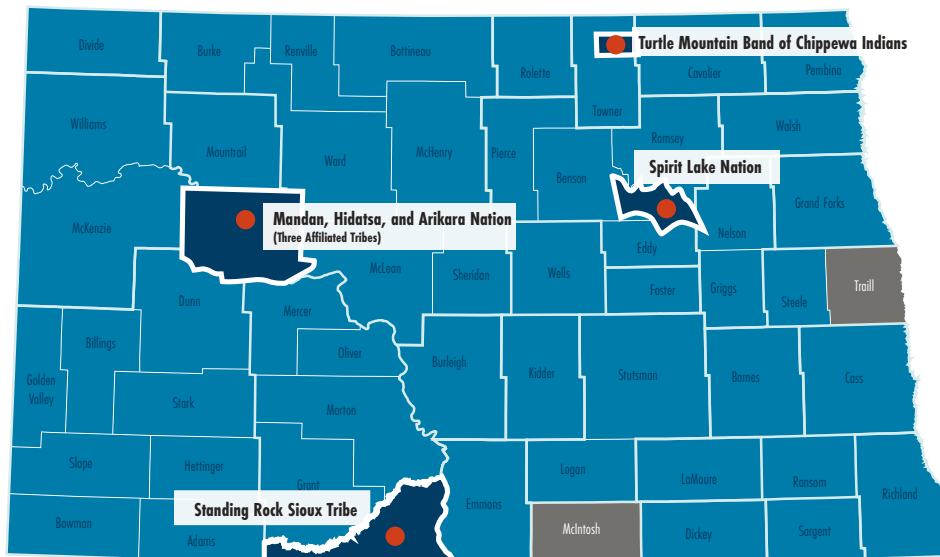 Divide
Burke
Renville
Bottineau
Rolette
Turtle Mountain Band of Chippewa Indians
Cavalier
Pembina
Towner
Williams
Mountrail
Ward
McHenry
Pierce
Benson
Ramsey
Walsh
Spirit Lake Nation
McKenzie
Mandan, Hidatsa, and Arikara Nation
(Three Affiliated Tribes)
Grand Forks
Nelson
Eddy
McLean
Sheridan
Wells
Dunn
Mercer
Foster
Griggs
Steele
Traill
Billings
Oliver
Burleigh
Kidder
Stutsman
Barnes
Cass
Golden
Valley
Stark
Morton
Slope
Hettinger
Grant
Logan
LaMoure
Ransom
Richland
Standing Rock Sioux Tribe
Emmons
Bowman
Adams
McIntosh
Dickey
Sargent